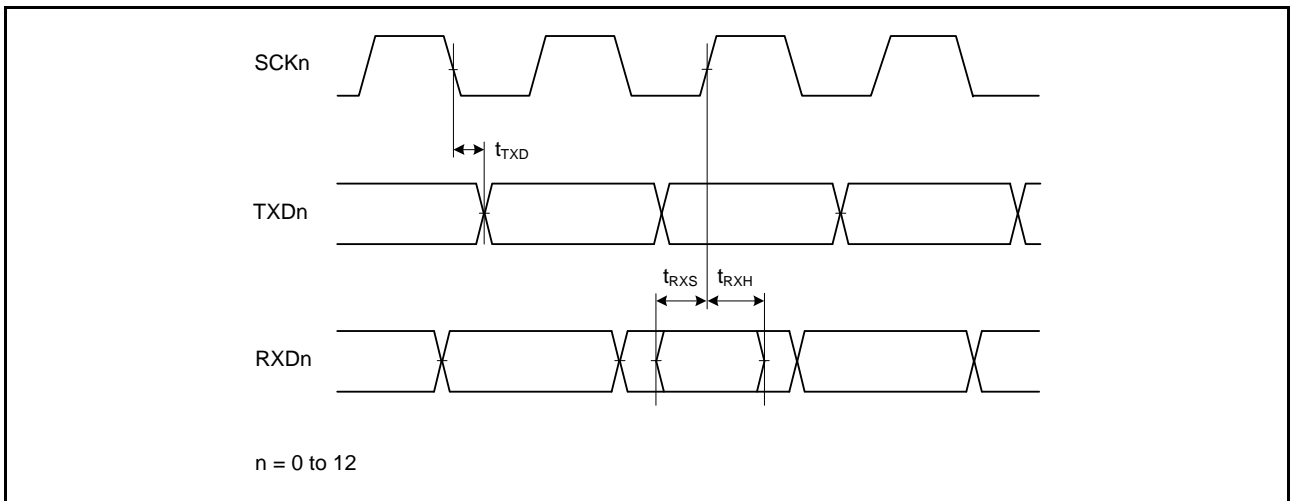 SCKn
tTXD
TXDn
tRXS tRXH
RXDn
n = 0 to 12